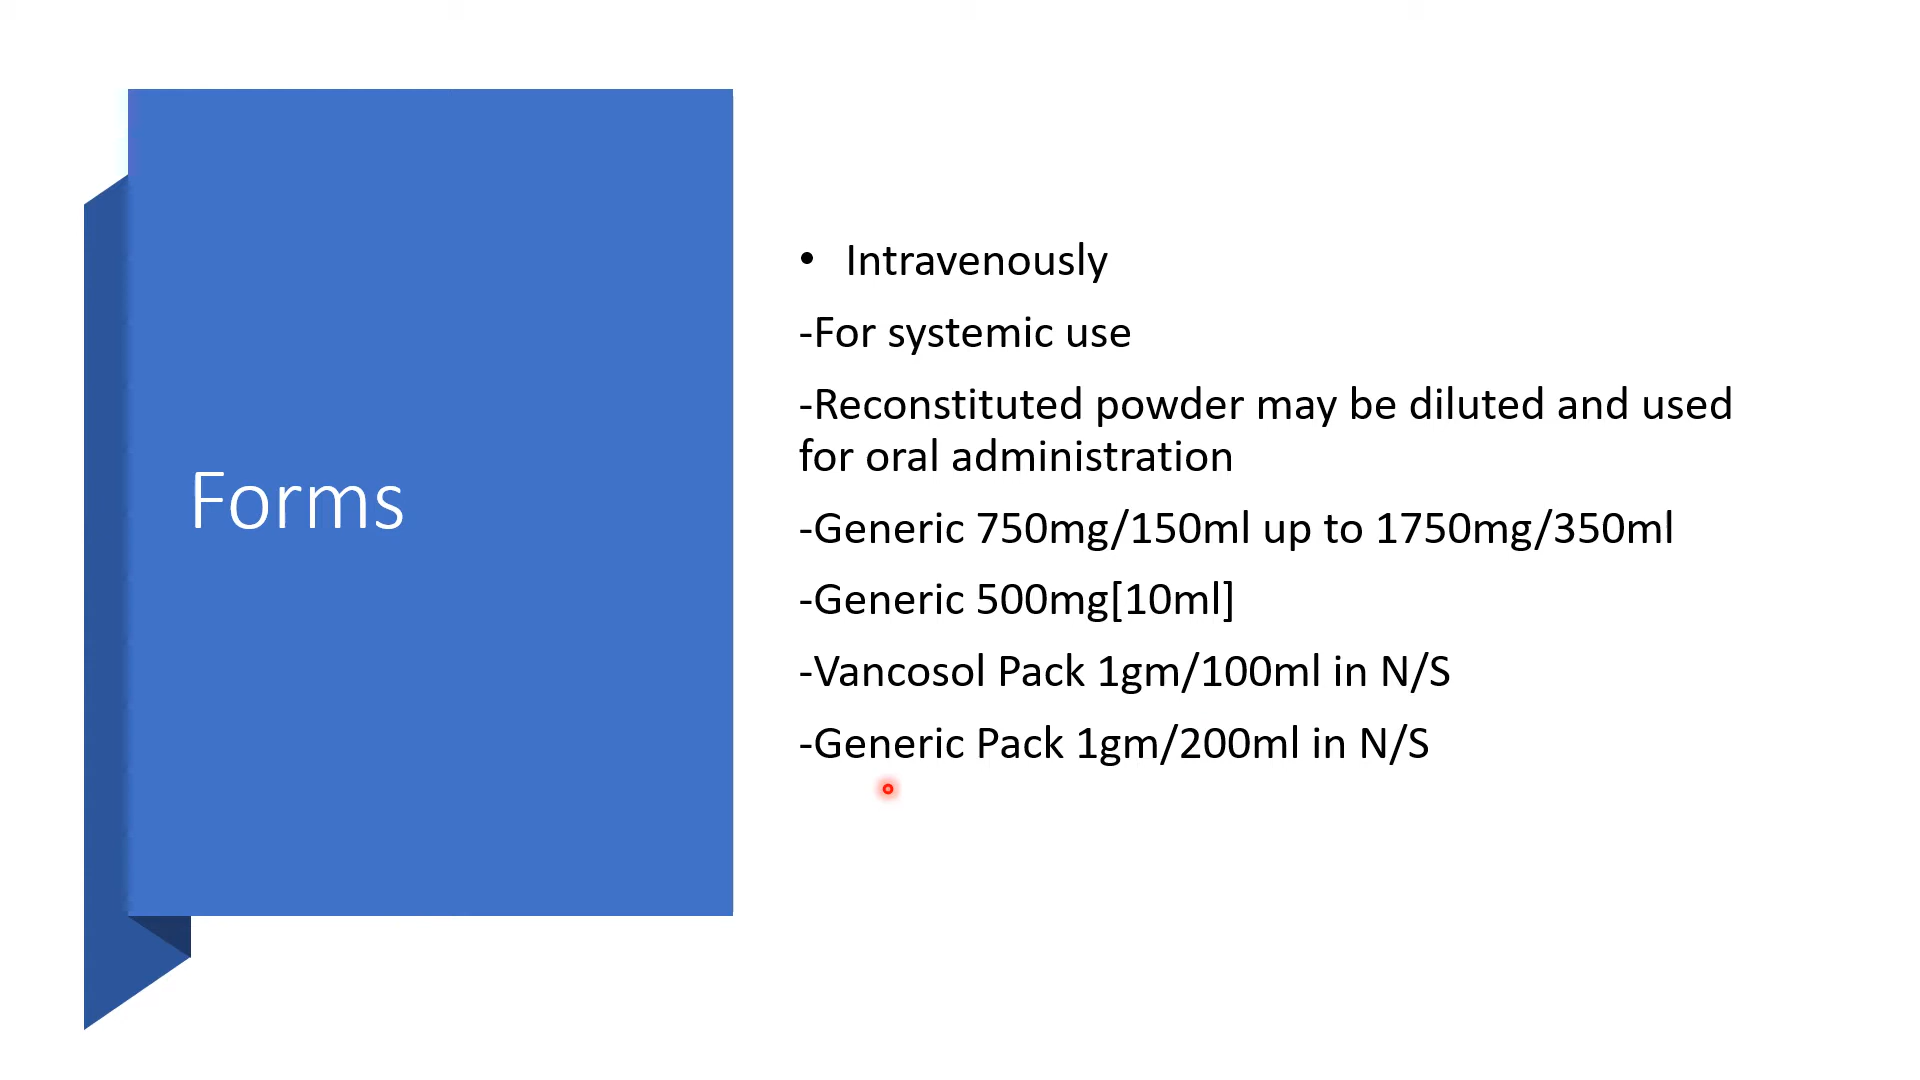 Forms
• Intravenously
-For systemic use
-Reconstituted powder may be diluted and used
for oral administration
-Generic 750mg/150ml up to 1750mg/350ml
-Generic 500mg[10ml]
-Vancosol Pack 1gm/100ml in N/S
-Generic Pack 1gm/200ml in N/S